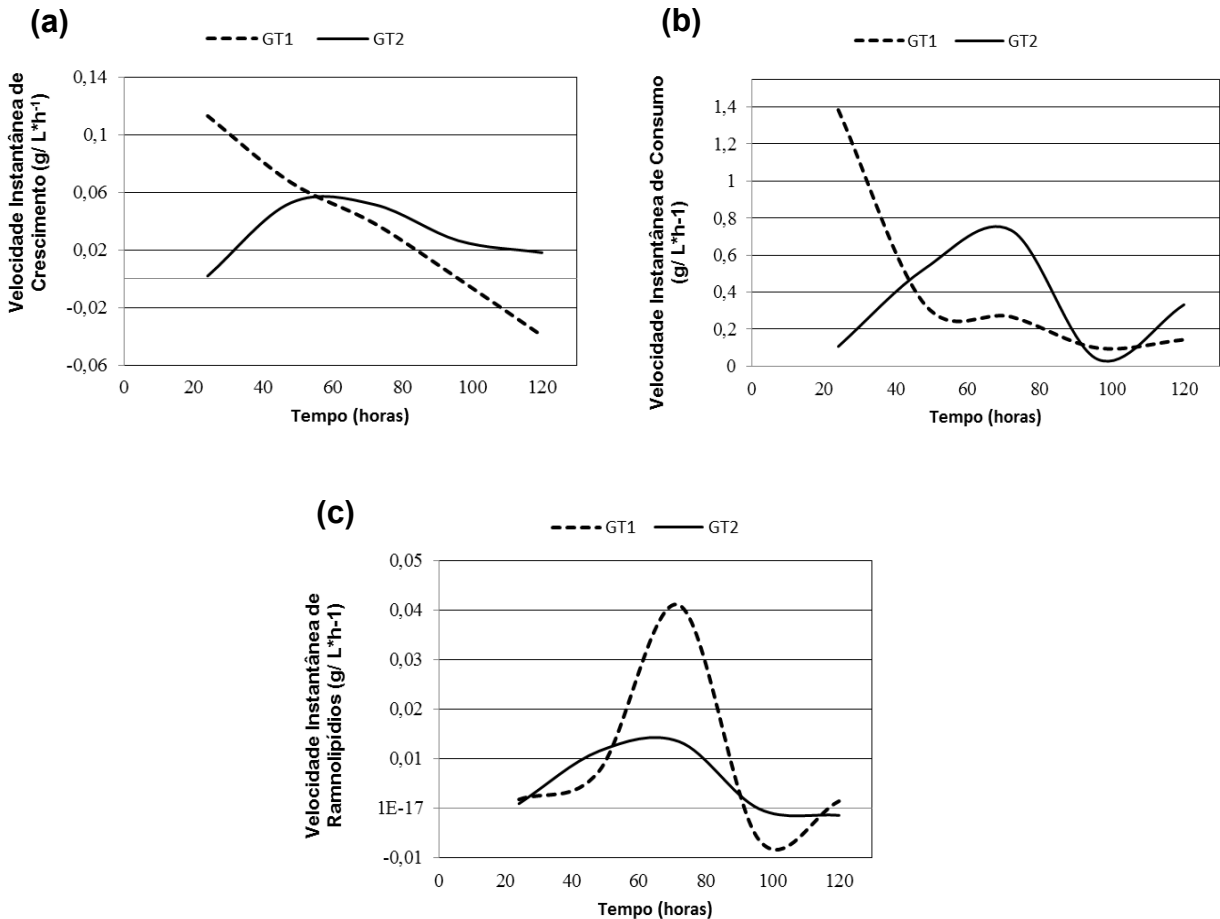 (a)
GT1 GT2
Velocidade Instantânea de
Crescimento (g/ L*h-1)
0,14
0,1
0,06
0,02
-0,02
-0,06
0 20 40 60 80 100 120
Tempo (horas)
(b)
GT1 GT2
Velocidade Instantânea de Consumo
(g/ L*h-1)
1,4
1,2
1
0,8
0,6
0,4
0,2
0
0 20 40 60 80 100 120
Tempo (horas)
(c)
GT1 GT2
Velocidade Instantânea de
Ramnolipídios (g/ L*h-1)
0,05
0,04
0,03
0,02
0,01
1E-17
-0,01
0 20 40 60 80 100 120
Tempo (horas)